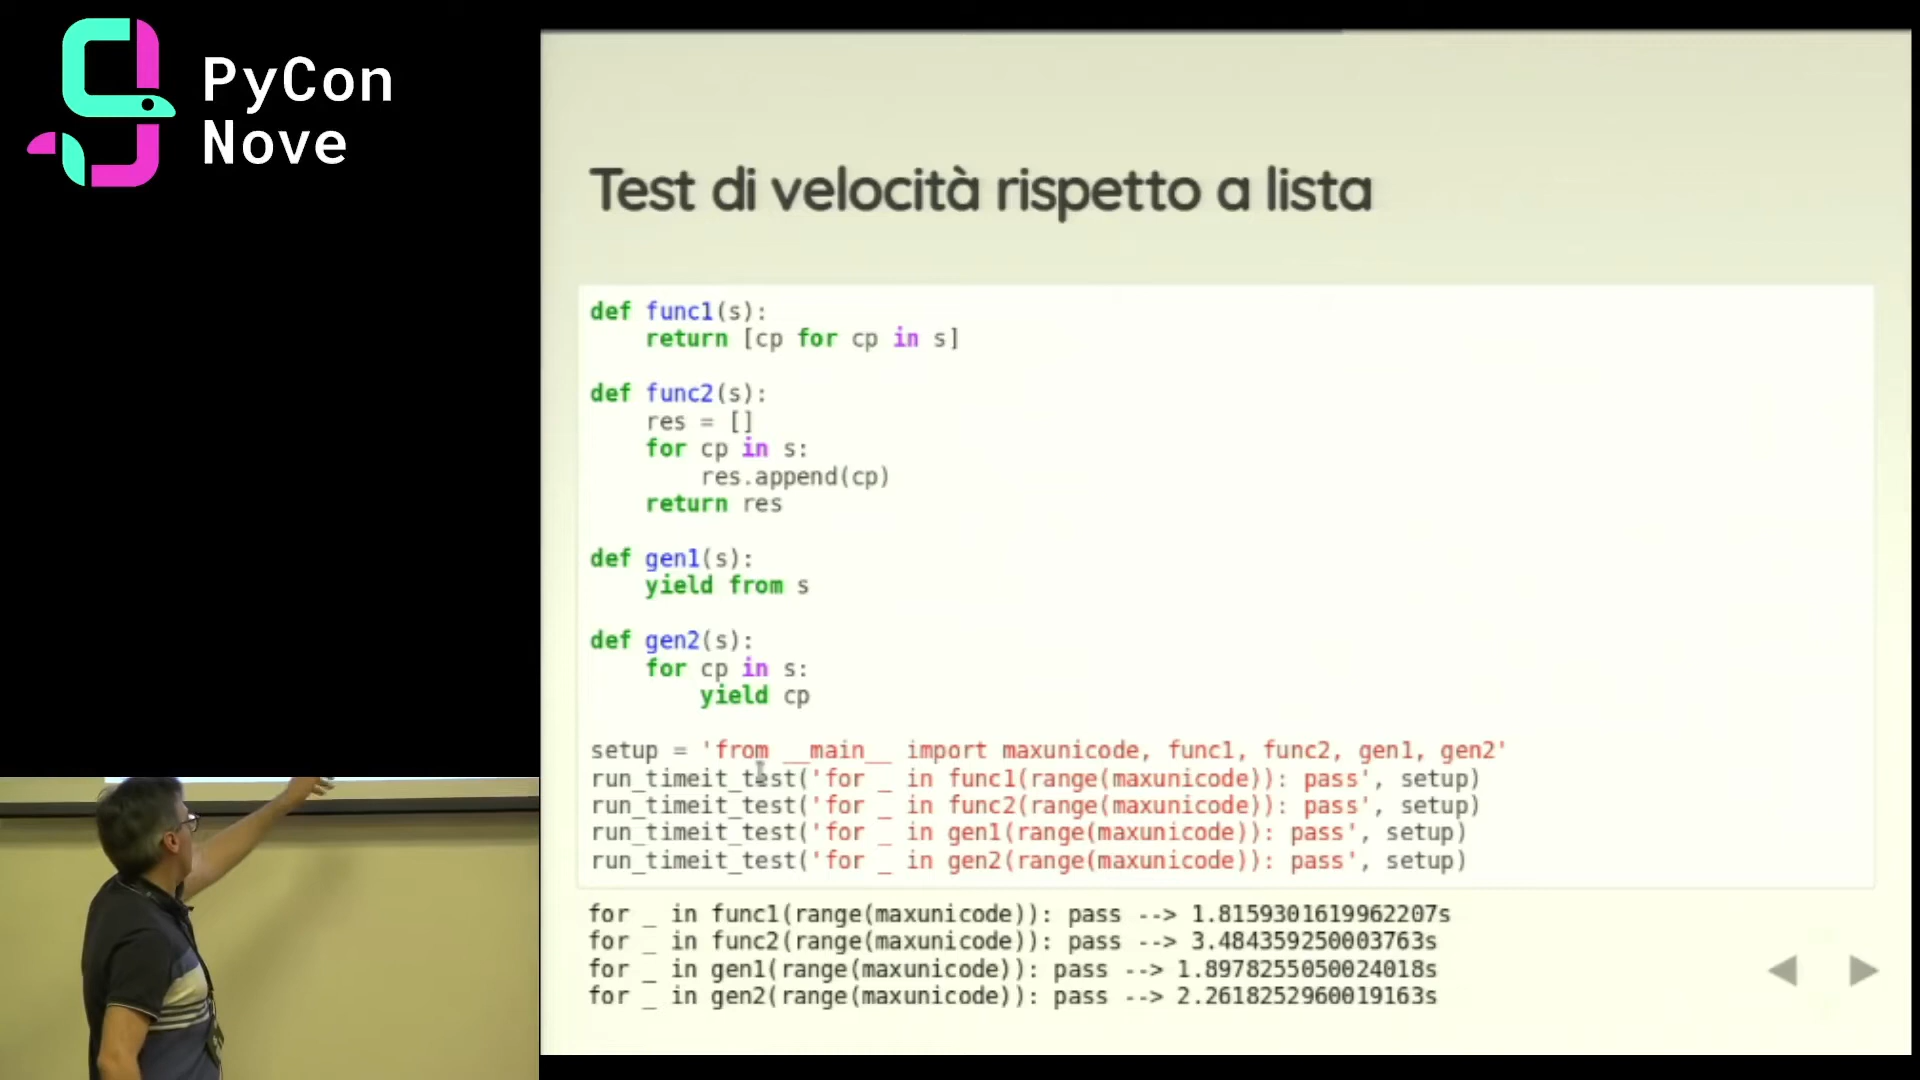 PyCon
Nove
Test di velocità rispetto a lista
def func1(s):
    return [cp for cp in s]
def func2(s):
    res = []
    for cp in s:
        res.append(cp)
    return res
def gen1(s):
    yield from s
def gen2(s):
    for cp in s:
        yield cp
setup = 'from __main__ import maxunicode, func1, func2, gen1, gen2'
run_timeit_test('for _ in func1(range(maxunicode)): pass', setup)
run_timeit_test('for _ in func2(range(maxunicode)): pass', setup)
run_timeit_test('for _ in gen1(range(maxunicode)): pass', setup)
run_timeit_test('for _ in gen2(range(maxunicode)): pass', setup)
for _ in func1(range(maxunicode)): pass --> 1.8159301619962207s
for _ in func2(range(maxunicode)): pass --> 3.484359250003763s
for _ in gen1(range(maxunicode)): pass --> 1.8978255050024018s
for _ in gen2(range(maxunicode)): pass --> 2.2618252960019163s